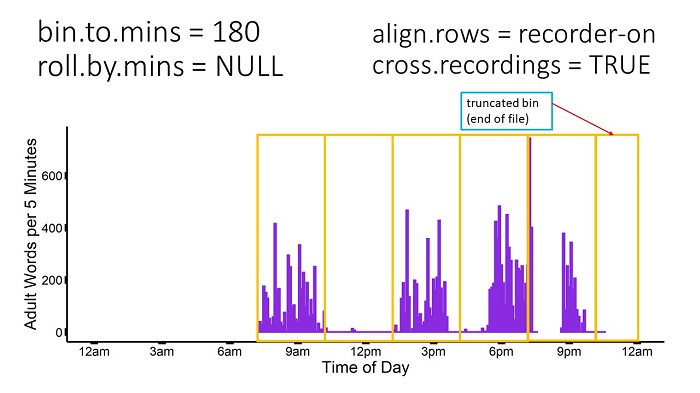 bin.to.mins = 180
roll.by.mins = NULL
align.rows = recorder-on
cross.recordings = TRUE
truncated bin
(end of file)
Adult Words per 5 Minutes
600
400
200
0
12am 3am 6am 9am 12pm 3pm 6pm 9pm 12am
Time of Day